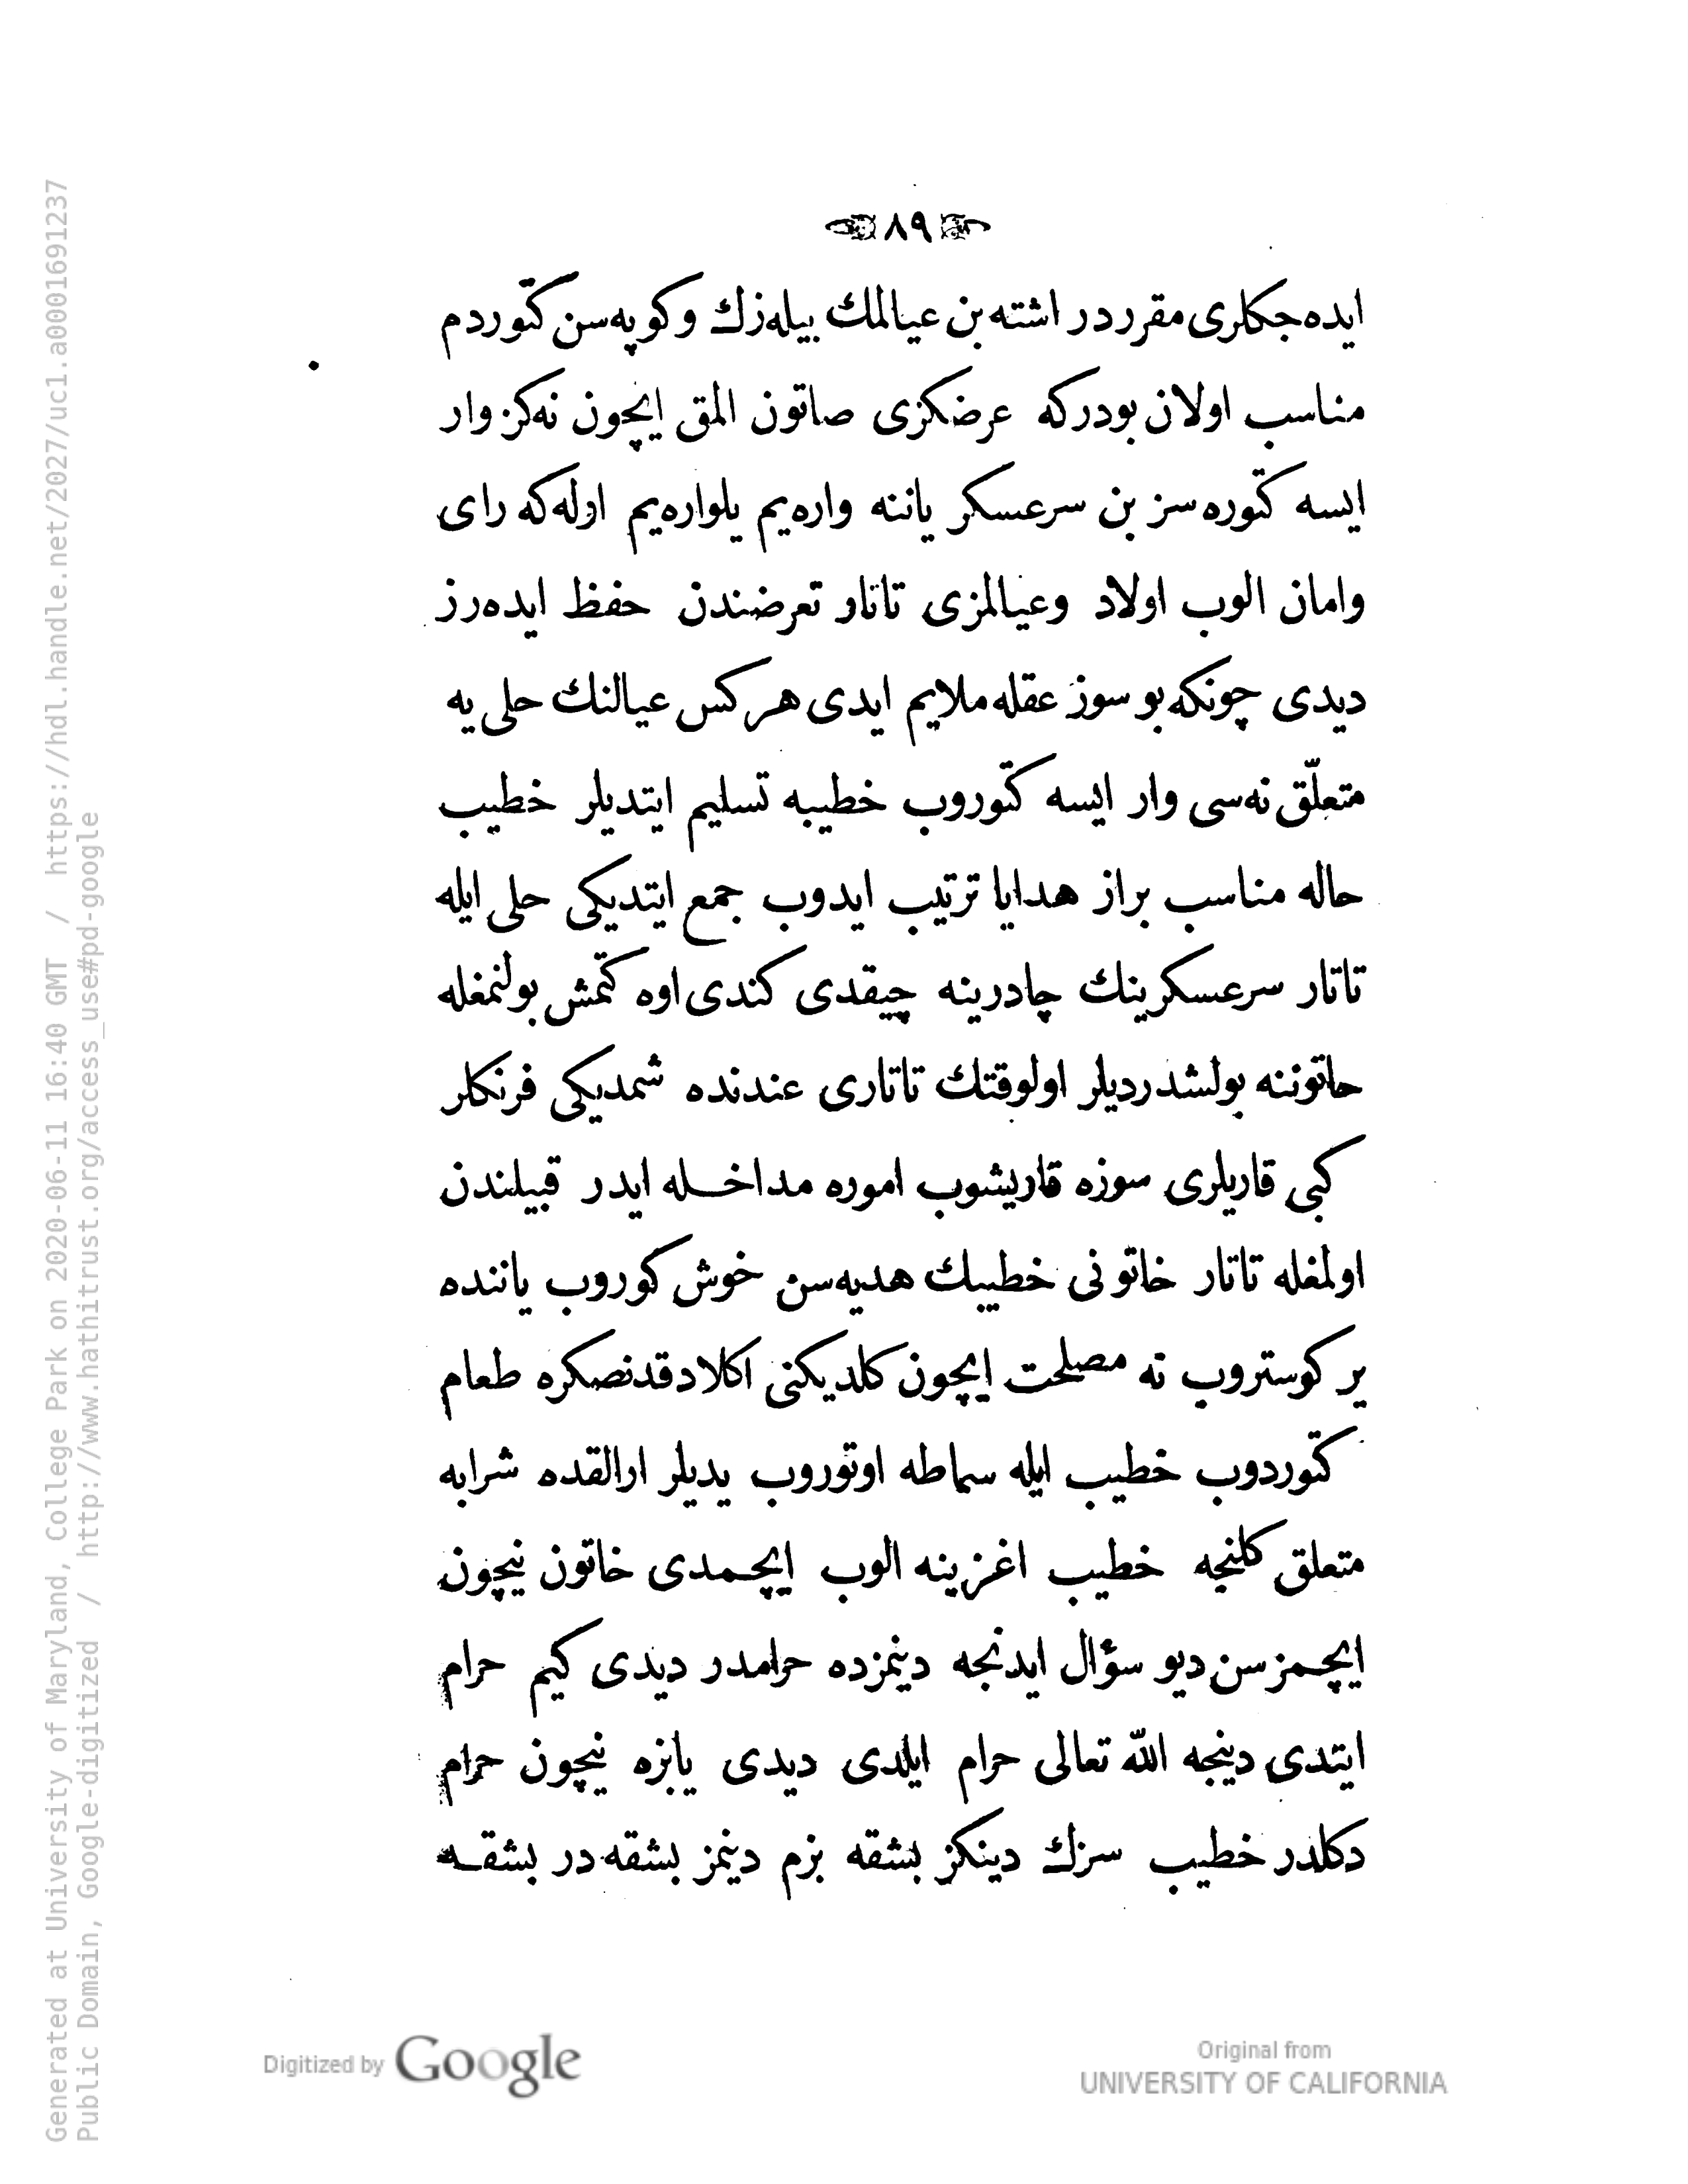 ٨٩
ایده‌جکلری مقرردر اشته بن عیالمك بیله‌زك وکوپه‌سن کتوردم
مناسب اولان بودرکه عرضکزی صاتون المق ایچون نه‌کز وار
ایسه کتوره‌سز بن سرعسکر یاننه واره‌یم یلواره‌یم اوله‌که رای
وامان الوب اولاد وعیالمزی تاتار تعرضندن حفظ ایده‌رز
دیدی چونکه بو سوز عقله ملایم ایدی هرکس عیالنك حلی یه
متعلّق نه‌سی وار ایسه کتوروب خطیبه تسلیم ایتدیلر خطیب
حاله مناسب براز هدایا ترتیب ایدوب جمع ایتدیکی حلی ایله
تاتار سرعسکرینك چادرینه چیقدی کندی اوه کتمش بولنمغله
خاتوننه بولشدردیلر اولوقتك تاتاری عندنده شمدیکی فرنکلر
کبی قاریلری سوزه قاریشوب اموره مداخله ایدر قبیلندن
اولمغله تاتار خاتونی خطیبك هدیه‌سن خوش کوروب یاننده
یر کوستروب نه مصلحت ایچون کلدیکنی اکلادقدنصکره طعام
کتوردوب خطیب ایله سماطه اوتوروب یدیلر ارالقده شرابه
متعلق کلنجه خطیب اغزینه الوب ایچمدی خاتون نیچون
ایچمزسن دیو سؤال ایدنجه دینمزده حرامدر دیدی کیم حرام
ایتدی دینجه الله تعالی حرام ایلدی دیدی یابزه نیچون حرام
دکلدر خطیب سزك دینکز بشقه بزم دینمز بشقه‌در بشقه
Digitized by Google
Original from
UNIVERSITY OF CALIFORNIA
Generated at University of Maryland, College Park on 2020-06-11 16:40 GMT / https://hdl.handle.net/2027/uc1.a0001691237
Public Domain, Google-digitized / http://www.hathitrust.org/access_use#pd-google